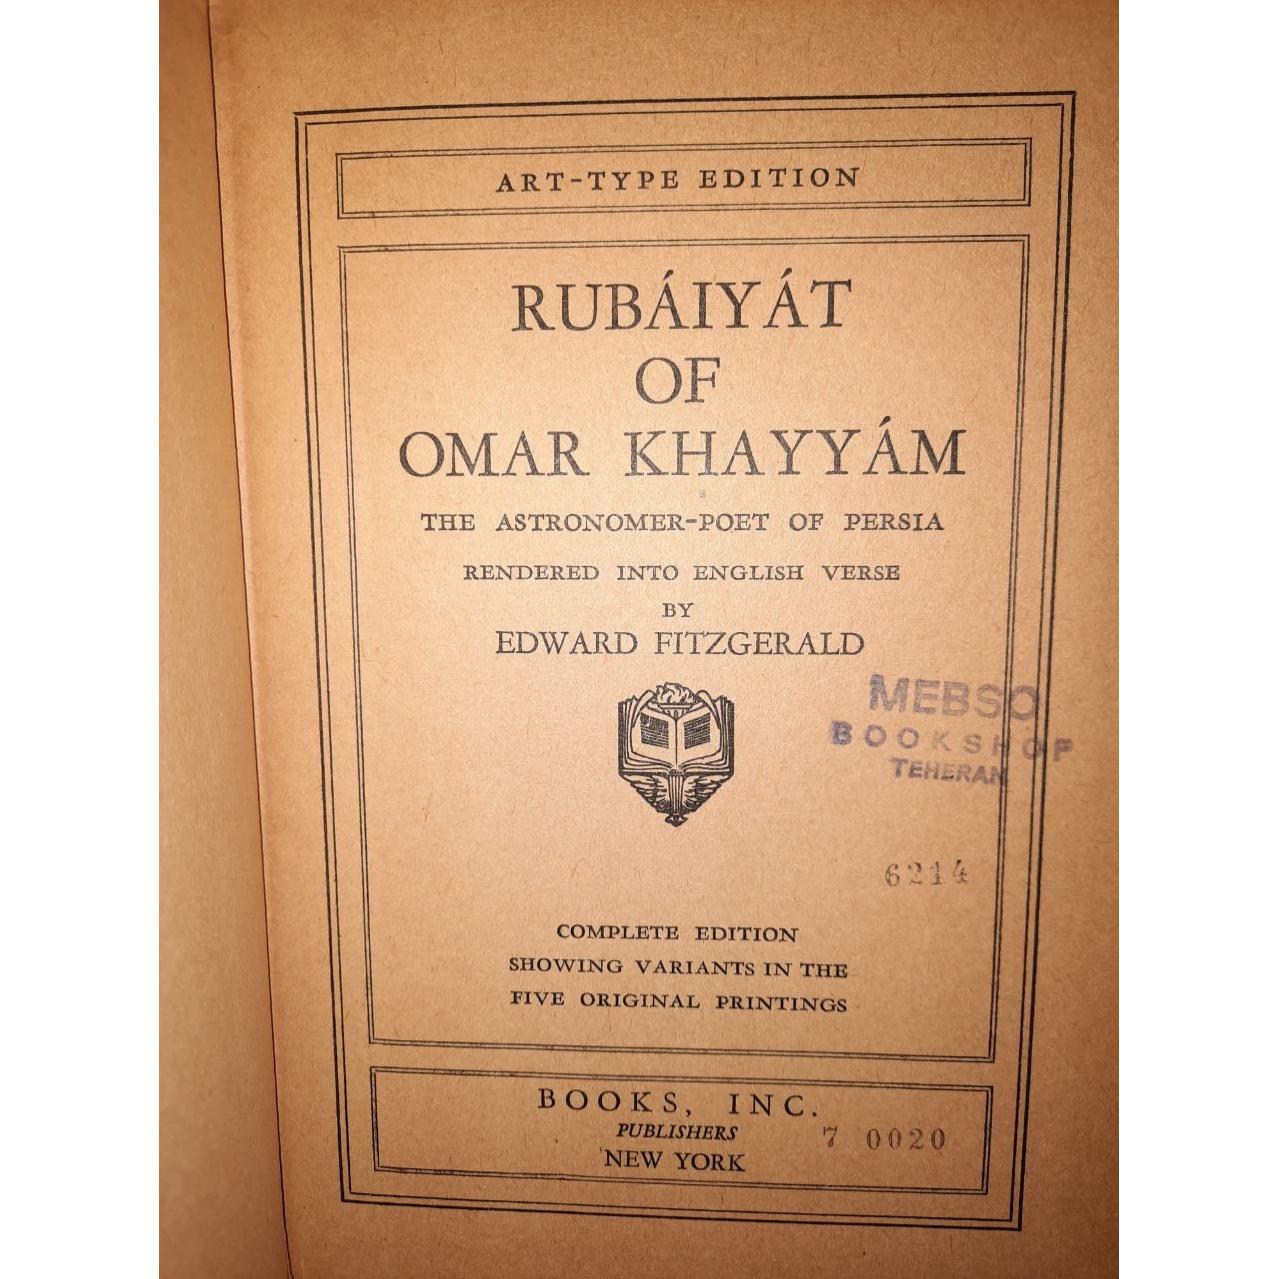 ART-TYPE EDITION
RUBÁIYÁT
OF
OMAR KHAYYÁM
THE ASTRONOMER-POET OF PERSIA
RENDERED INTO ENGLISH VERSE
BY
EDWARD FITZGERALD
MEBSO
BOOKSHOP
TEHERAN
6214
COMPLETE EDITION
SHOWING VARIANTS IN THE
FIVE ORIGINAL PRINTINGS
BOOKS, INC.
PUBLISHERS
7 0020
NEW YORK